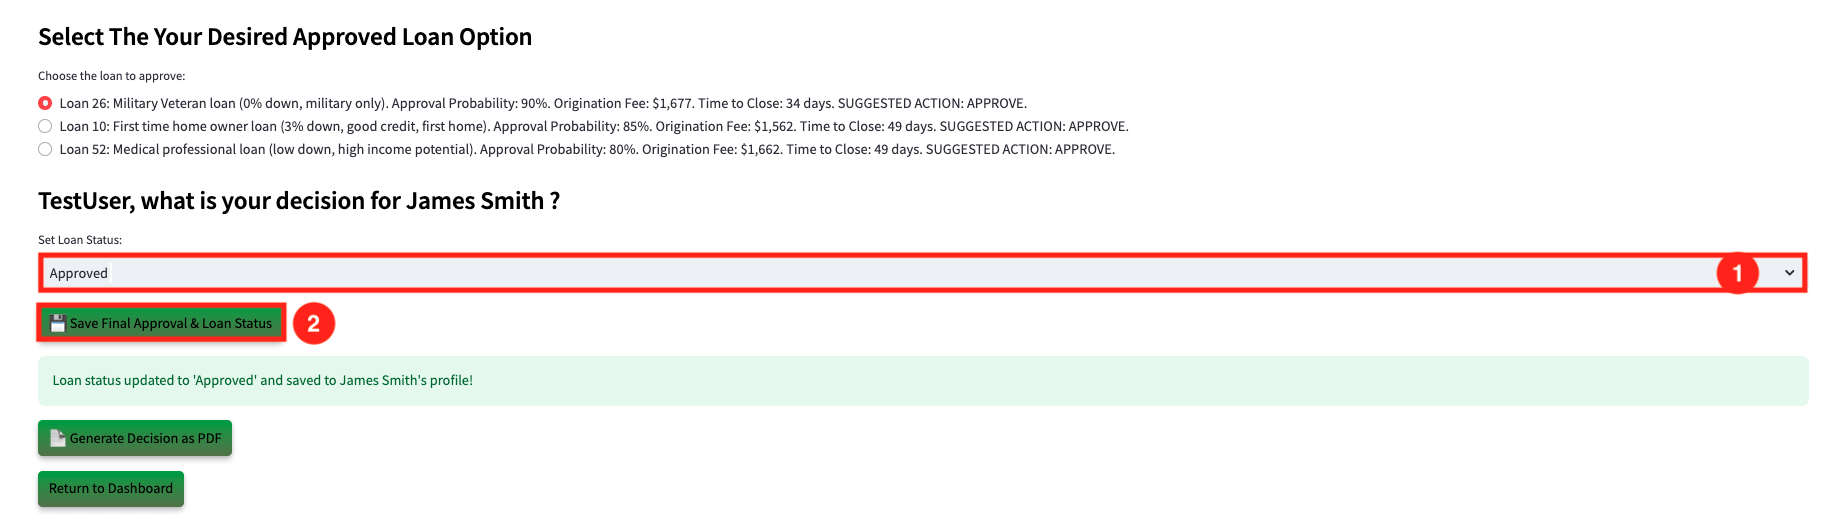 Select The Your Desired Approved Loan Option
Choose the loan to approve:
Loan 26: Military Veteran loan (0% down, military only). Approval Probability: 90%. Origination Fee: $1,677. Time to Close: 34 days. SUGGESTED ACTION: APPROVE.
Loan 10: First time home owner loan (3% down, good credit, first home). Approval Probability: 85%. Origination Fee: $1,562. Time to Close: 49 days. SUGGESTED ACTION: APPROVE.
Loan 52: Medical professional loan (low down, high income potential). Approval Probability: 80%. Origination Fee: $1,662. Time to Close: 49 days. SUGGESTED ACTION: APPROVE.
TestUser, what is your decision for James Smith ?
Set Loan Status:
Approved 1
Save Final Approval & Loan Status 2
Loan status updated to 'Approved' and saved to James Smith's profile!
Generate Decision as PDF
Return to Dashboard